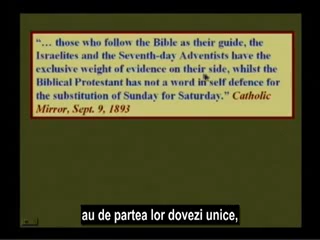 “… those who follow the Bible as their guide, the
Israelites and the Seventh-day Adventists have the
exclusive weight of evidence on their side, whilst the
Biblical Protestant has not a word in self defence for
the substitution of Sunday for Saturday.” Catholic
Mirror, Sept. 9, 1893
au de partea lor dovezi unice,